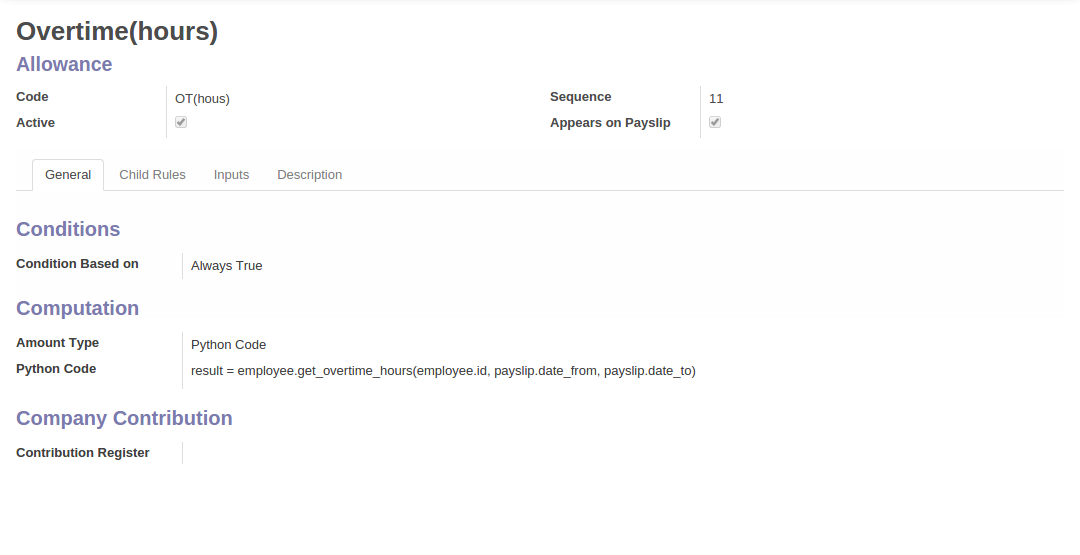 Overtime(hours)
Allowance
Code OT(hous) Sequence 11
Active Appears on Payslip
General Child Rules Inputs Description
Conditions
Condition Based on Always True
Computation
Amount Type Python Code
Python Code result = employee.get_overtime_hours(employee.id, payslip.date_from, payslip.date_to)
Company Contribution
Contribution Register